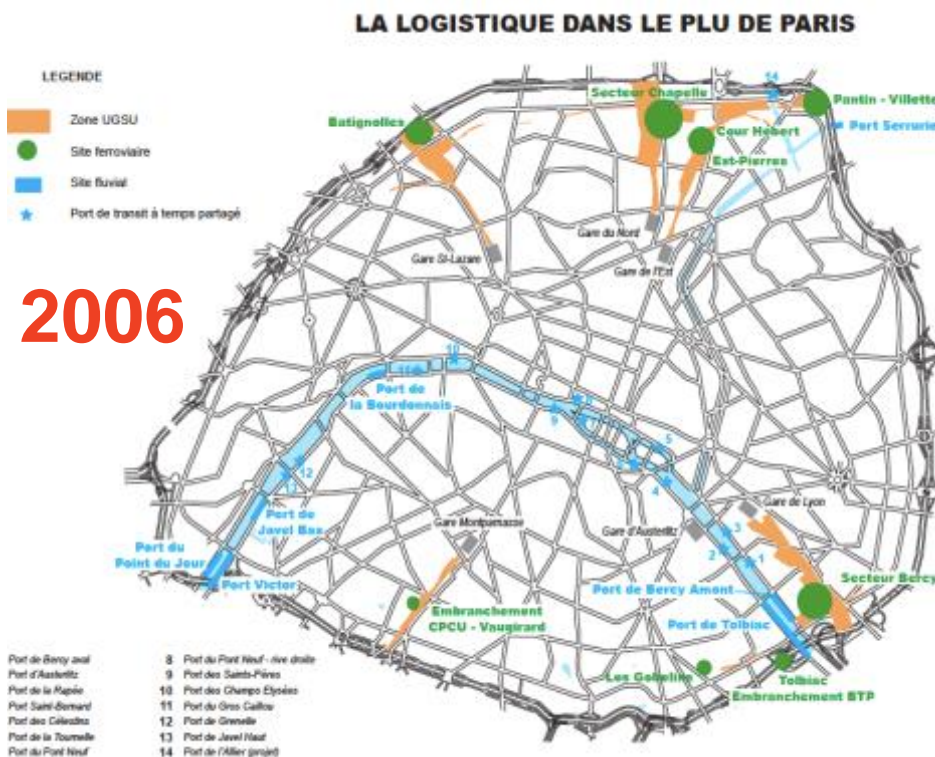 LA LOGISTIQUE DANS LE PLU DE PARIS
LEGENDE
Zone UGSU
Site ferroviaire
Site fluvial
Port de transit à temps partagé
2006
Batignolles
Secteur Chapelle
14
Pantin - Villette
Cour Hébert
Port Serrurie
Est-Pierres
Gare du Nord
Gare St-Lazare
Gare de l'Est
10
11
Port de
la Bourdonnais
9
5
4
12
13
Port de
Javel Bas
Gare Montparnasse
Gare d'Austerlitz
Gare de Lyon
3
2
1
Port du
Point du Jour
Port Victor
Secteur Bercy
Port de Bercy Amont
Port de Tolbiac
Embranchement
CPCU - Vaugirard
Les Gobelins
Tolbiac
Embranchement BTP
Port de Bercy aval
Port d'Austerlitz
Port de la Rapée
Port Saint-Bernard
Port des Célestins
Port de la Tournelle
Port du Pont Neuf
8 Port du Pont Neuf - rive droite
9 Port des Saints-Pères
10 Port des Champs Elysées
11 Port du Gros Caillou
12 Port de Grenelle
13 Port de Javel Haut
14 Port de l'Allier (projet)